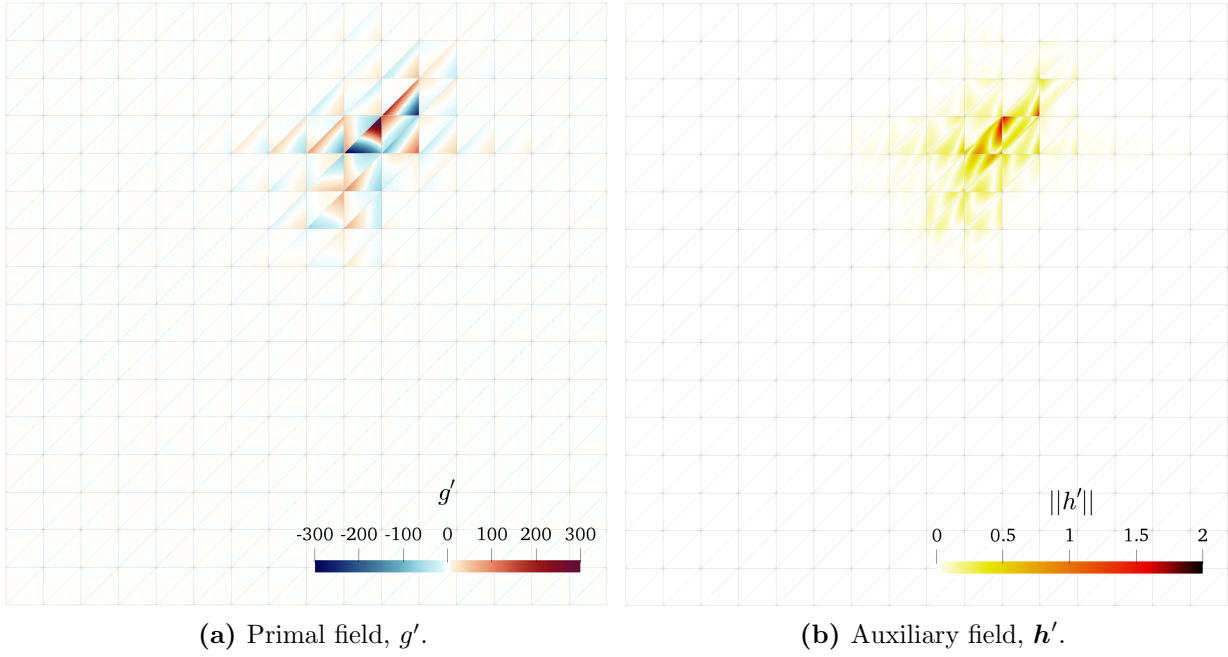 g′
-300 -200 -100 0 100 200 300
||h′||
0 0.5 1 1.5 2
(a) Primal field, g′.
(b) Auxiliary field, h′.